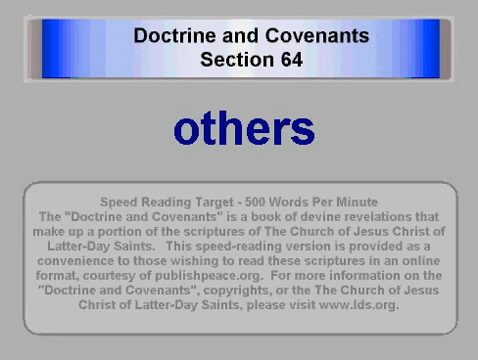 Doctrine and Covenants
Section 64
others
Speed Reading Target - 500 Words Per Minute
The "Doctrine and Covenants" is a book of devine revelations that
make up a portion of the scriptures of The Church of Jesus Christ of
Latter-Day Saints. This speed-reading version is provided as a
convenience to those wishing to read these scriptures in an online
format, courtesy of publishpeace.org. For more information on the
"Doctrine and Covenants", copyrights, or the The Church of Jesus
Christ of Latter-Day Saints, please visit www.lds.org.